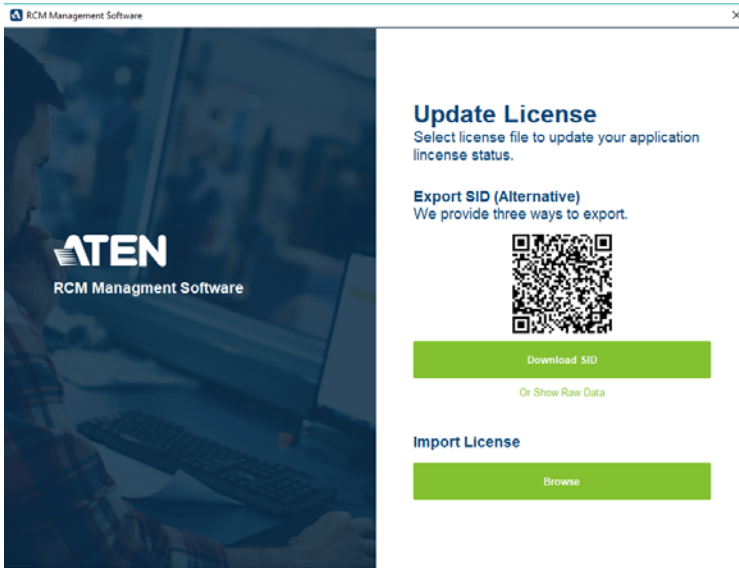 RCM Management Software
Update License
Select license file to update your application
lincense status.
Export SID (Alternative)
We provide three ways to export.
ATEN
RCM Managment Software
Download SID
Or Show Raw Data
Import License
Browse